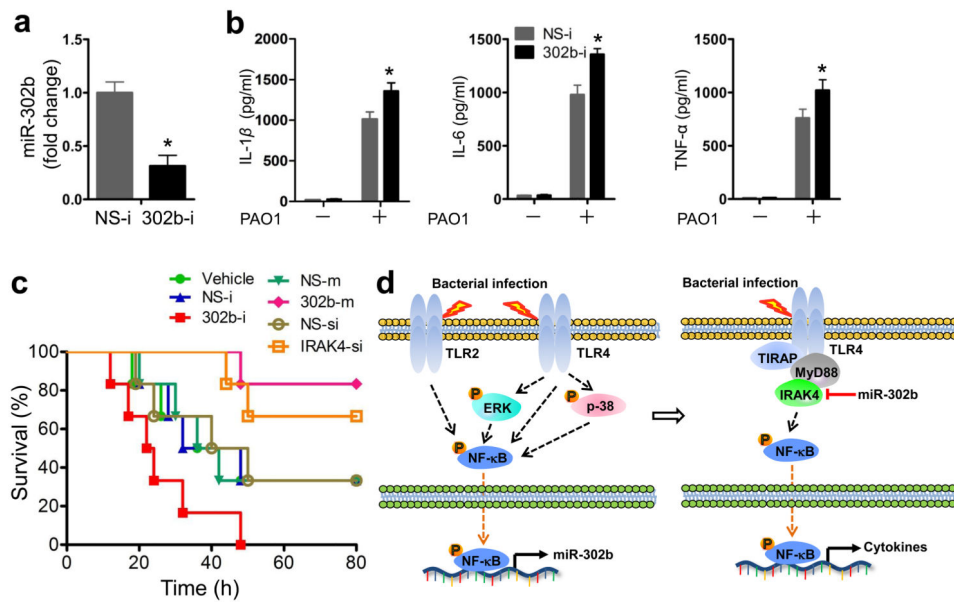 a
miR-302b
(fold change)
1.5
1.0
0.5
0.0
NS-i 302b-i
*
b
IL-1β
(pg/ml)
2000
1500
1000
500
0
*
PAO1 − +
IL-6 (pg/ml)
1500
1000
500
0
NS-i
302b-i
*
PAO1 − +
TNF-α
(pg/ml)
1500
1000
500
0
*
PAO1 − +
c
Vehicle
NS-i
302b-i
NS-m
302b-m
NS-si
IRAK4-si
Survival (%)
100
80
60
40
20
0
0 20 40 60 80
Time (h)
d
Bacterial infection
TLR2
TLR4
P
ERK
P
p-38
P
NF-κB
P
NF-κB
miR-302b
Bacterial infection
TIRAP
TLR4
MyD88
IRAK4
miR-302b
P
NF-κB
P
NF-κB
Cytokines